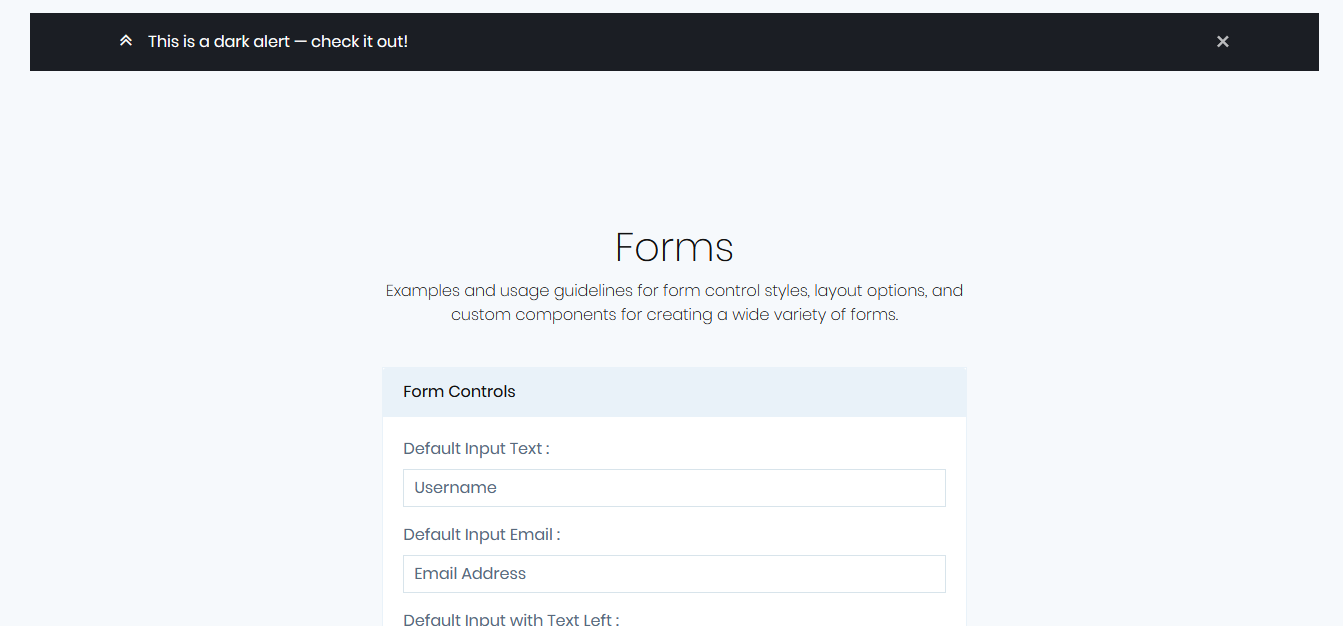 This is a dark alert — check it out!
Forms
Examples and usage guidelines for form control styles, layout options, and
custom components for creating a wide variety of forms.
Form Controls
Default Input Text :
Username
Default Input Email :
Email Address
Default Input with Text Left :